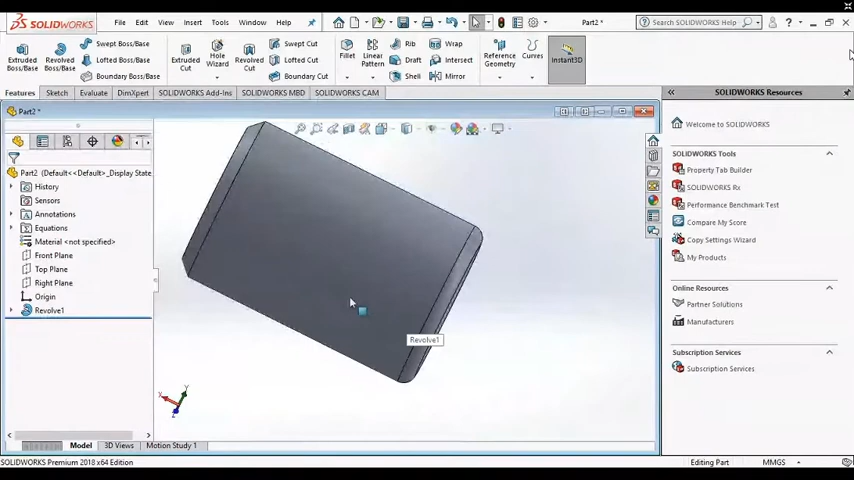 SOLIDWORKS File Edit View Insert Tools Window Help Part2 * Search SOLIDWORKS Help
Extruded Boss/Base
Revolved Boss/Base
Swept Boss/Base
Lofted Boss/Base
Boundary Boss/Base
Extruded Cut
Hole Wizard
Revolved Cut
Swept Cut
Lofted Cut
Boundary Cut
Fillet
Linear Pattern
Rib
Draft
Shell
Wrap
Intersect
Mirror
Reference Geometry
Curves
Instant3D
Features Sketch Evaluate DimXpert SOLIDWORKS Add-Ins SOLIDWORKS MBD SOLIDWORKS CAM
Part2 *
Part2 (Default<<Default>_Display State
History
Sensors
Annotations
Equations
Material <not specified>
Front Plane
Top Plane
Right Plane
Origin
Revolve1
Revolve1
X Y Z
SOLIDWORKS Resources
Welcome to SOLIDWORKS
SOLIDWORKS Tools
Property Tab Builder
SOLIDWORKS Rx
Performance Benchmark Test
Compare My Score
Copy Settings Wizard
My Products
Online Resources
Partner Solutions
Manufacturers
Subscription Services
Subscription Services
Model 3D Views Motion Study 1
SOLIDWORKS Premium 2018 x64 Edition Editing Part MMGS